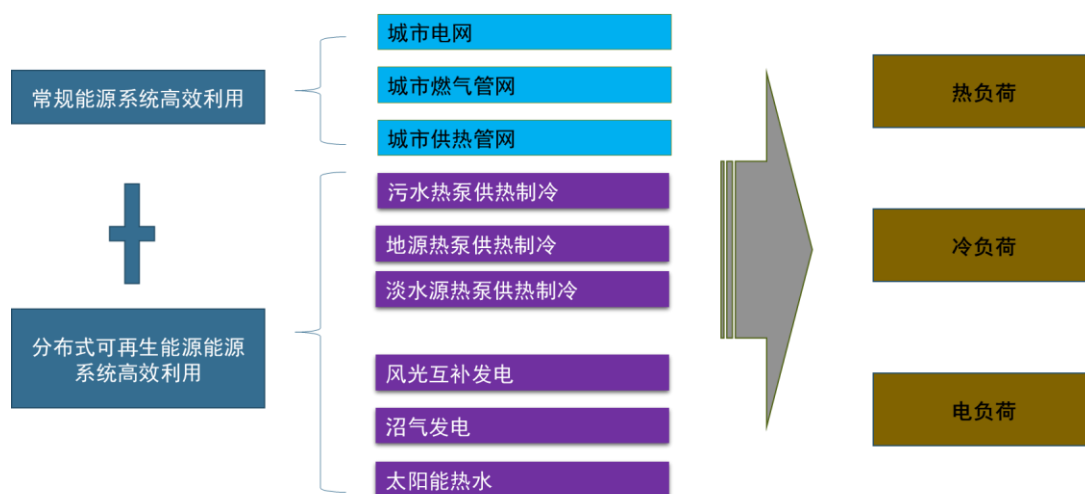 常规能源系统高效利用
城市电网
城市燃气管网
城市供热管网
分布式可再生能源能源
系统高效利用
污水热泵供热制冷
地源热泵供热制冷
淡水源热泵供热制冷
风光互补发电
沼气发电
太阳能热水
热负荷
冷负荷
电负荷